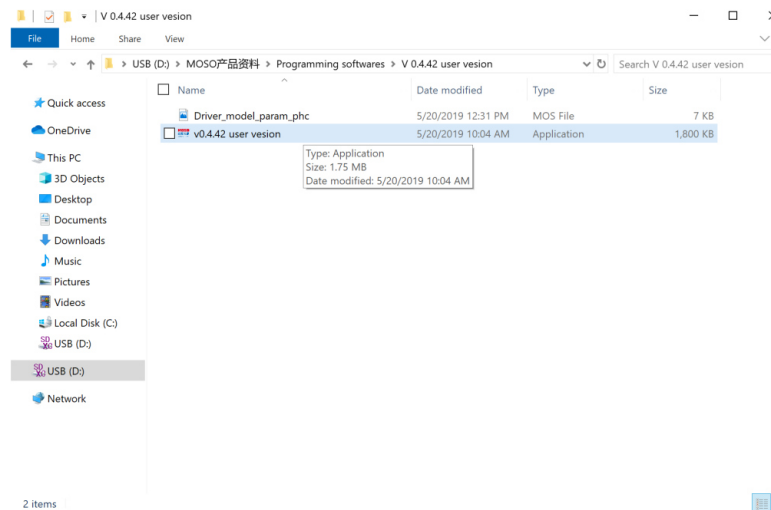 V 0.4.42 user vesion
File Home Share View
USB (D:) MOSO产品资料 Programming softwares V 0.4.42 user vesion Search V 0.4.42 user vesion
Name Date modified Type Size
Driver_model_param_phc 5/20/2019 12:31 PM MOS File 7 KB
v0.4.42 user vesion 5/20/2019 10:04 AM Application 1,800 KB
Type: Application
Size: 1.75 MB
Date modified: 5/20/2019 10:04 AM
Quick access
OneDrive
This PC
3D Objects
Desktop
Documents
Downloads
Music
Pictures
Videos
Local Disk (C:)
USB (D:)
USB (D:)
Network
2 items